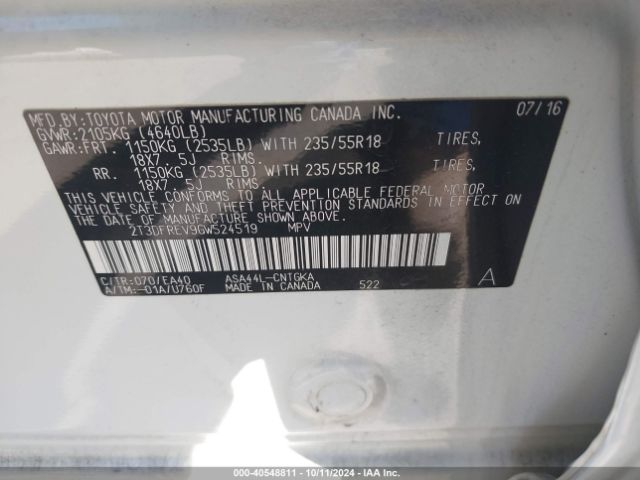 MFD.BY:TOYOTA MOTOR MANUFACTURING CANADA INC. 07/16
GVWR:2105KG (4640LB)
GAWR:FRT. 1150KG (2535LB) WITH 235/55R18 TIRES,
18X7.5J RIMS.
RR. 1150KG (2535LB) WITH 235/55R18 TIRES,
18X7.5J RIMS.
THIS VEHICLE CONFORMS TO ALL APPLICABLE FEDERAL MOTOR
VEHICLE SAFETY AND THEFT PREVENTION STANDARDS IN EFFECT ON
THE DATE OF MANUFACTURE SHOWN ABOVE.
2T3DFREV9GW524519 MPV
C/TR:070/EA40 ASA44L-CNTGKA A
A/TM:-01A/U760F MADE IN CANADA 522
000-40548811 - 10/11/2024 - IAA Inc.